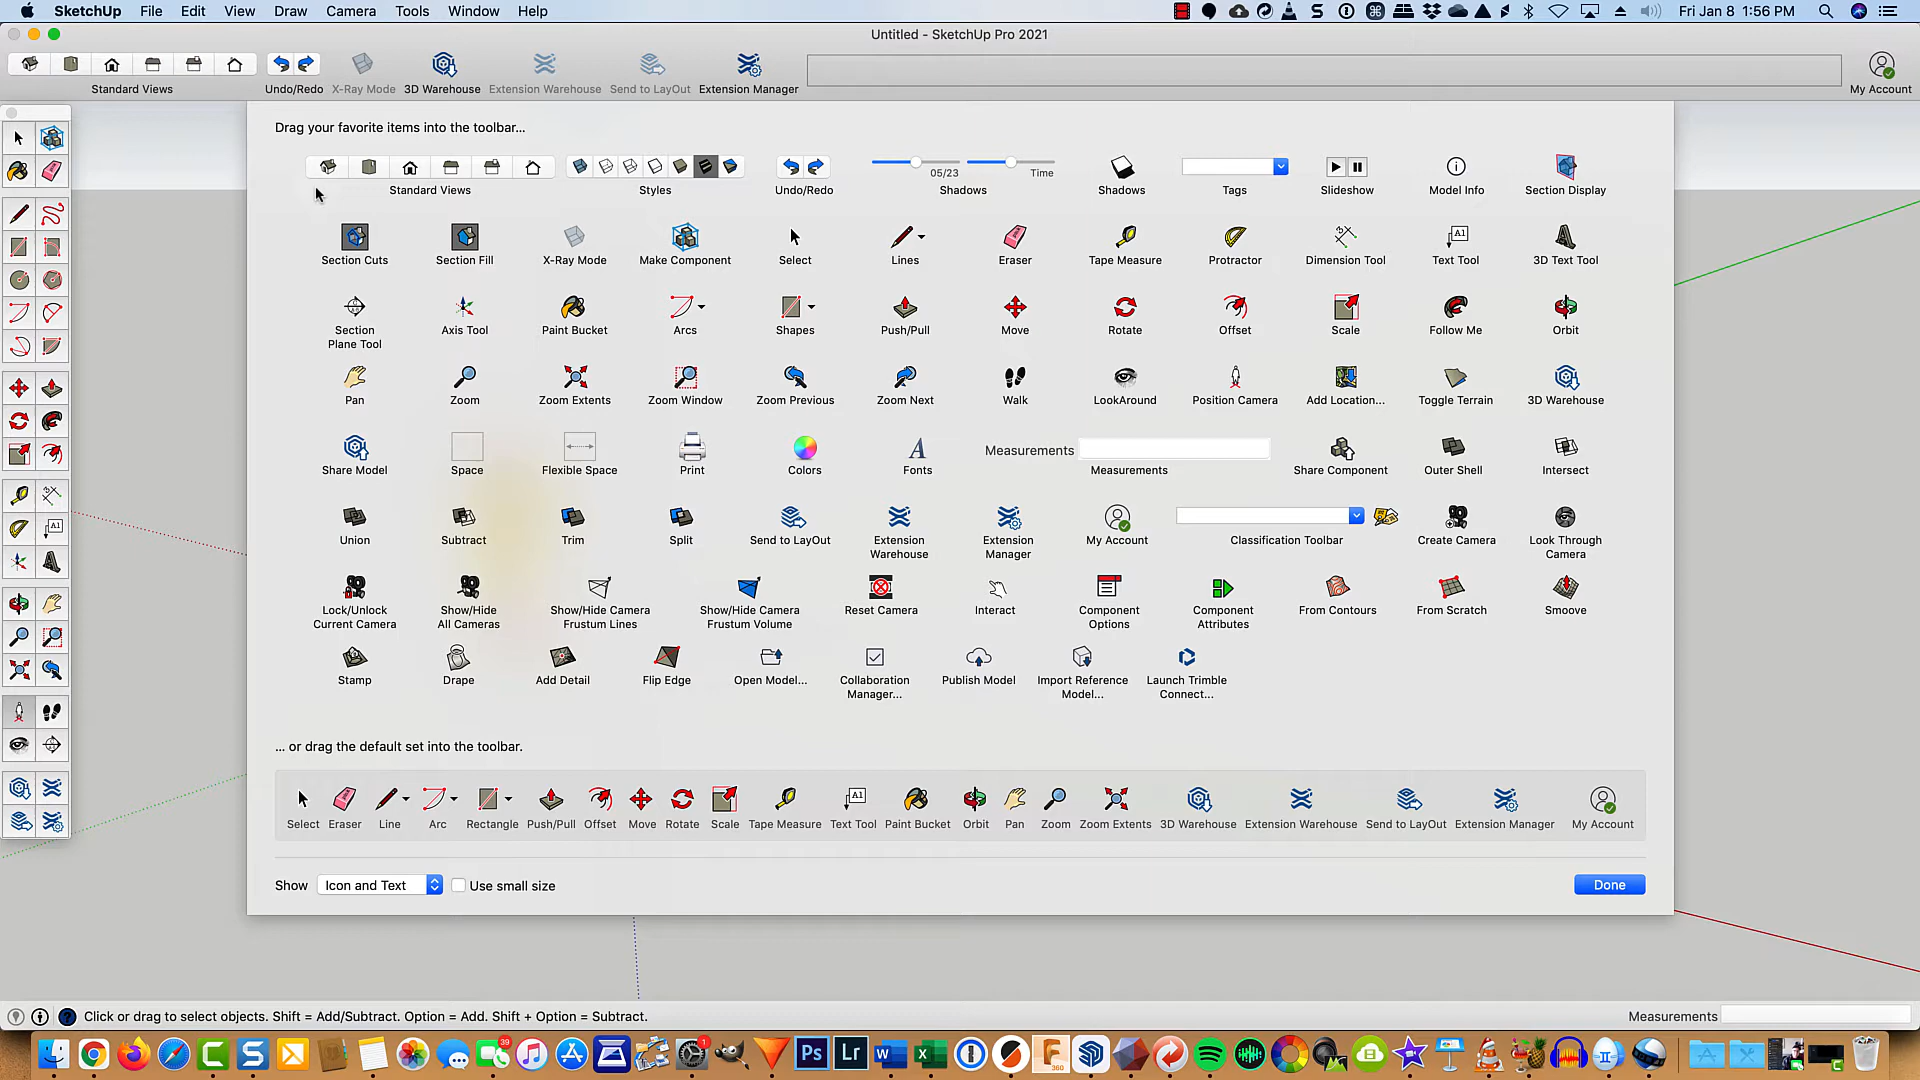 SketchUp File Edit View Draw Camera Tools Window Help Fri Jan 8 1:56 PM
Untitled - SketchUp Pro 2021
Standard Views Undo/Redo X-Ray Mode 3D Warehouse Extension Warehouse Send to LayOut Extension Manager My Account
Drag your favorite items into the toolbar...
05/23 Time
Standard Views Styles Undo/Redo Shadows Shadows Tags Slideshow Model Info Section Display
Section Cuts Section Fill X-Ray Mode Make Component Select Lines Eraser Tape Measure Protractor Dimension Tool Text Tool 3D Text Tool
Section Plane Tool Axis Tool Paint Bucket Arcs Shapes Push/Pull Move Rotate Offset Scale Follow Me Orbit
Pan Zoom Zoom Extents Zoom Window Zoom Previous Zoom Next Walk LookAround Position Camera Add Location... Toggle Terrain 3D Warehouse
Measurements
Share Model Space Flexible Space Print Colors Fonts Measurements Share Component Outer Shell Intersect
Union Subtract Trim Split Send to LayOut Extension Warehouse Extension Manager My Account Classification Toolbar Create Camera Look Through Camera
Lock/Unlock Current Camera Show/Hide All Cameras Show/Hide Camera Frustum Lines Show/Hide Camera Frustum Volume Reset Camera Interact Component Options Component Attributes From Contours From Scratch Smoove
Stamp Drape Add Detail Flip Edge Open Model... Collaboration Manager... Publish Model Import Reference Model... Launch Trimble Connect...
... or drag the default set into the toolbar.
Select Eraser Line Arc Rectangle Push/Pull Offset Move Rotate Scale Tape Measure Text Tool Paint Bucket Orbit Pan Zoom Zoom Extents 3D Warehouse Extension Warehouse Send to LayOut Extension Manager My Account
Show Icon and Text Use small size Done
Click or drag to select objects. Shift = Add/Subtract. Option = Add. Shift + Option = Subtract. Measurements
39 1 Ps Lr